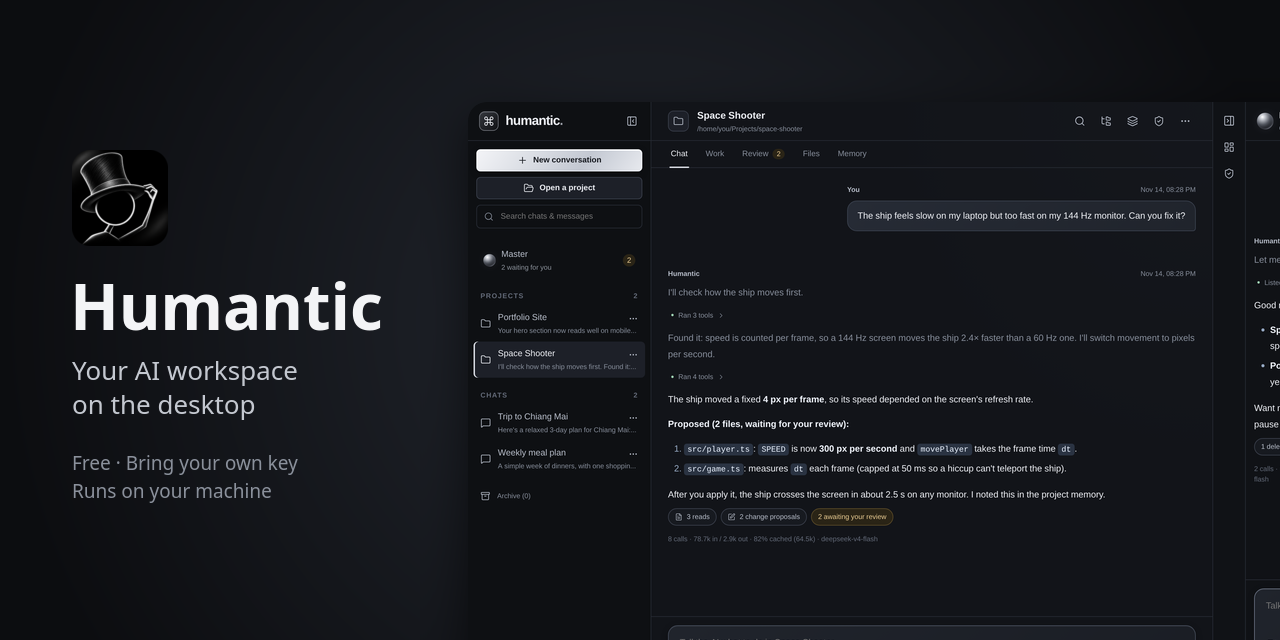 Humantic
Your AI workspace
on the desktop
Free · Bring your own key
Runs on your machine
humantic.
New conversation
Open a project
Search chats & messages
Master
2 waiting for you
2
PROJECTS 2
Portfolio Site
Your hero section now reads well on mobile...
Space Shooter
I'll check how the ship moves first. Found it:...
CHATS 2
Trip to Chiang Mai
Here's a relaxed 3-day plan for Chiang Mai:...
Weekly meal plan
A simple week of dinners, with one shoppin...
Archive (0)
Space Shooter
/home/you/Projects/space-shooter
Chat Work Review 2 Files Memory
You Nov 14, 08:28 PM
The ship feels slow on my laptop but too fast on my 144 Hz monitor. Can you fix it?
Humantic Nov 14, 08:28 PM
I'll check how the ship moves first.
Ran 3 tools
Found it: speed is counted per frame, so a 144 Hz screen moves the ship 2.4× faster than a 60 Hz one. I'll switch movement to pixels
per second.
Ran 4 tools
The ship moved a fixed 4 px per frame, so its speed depended on the screen's refresh rate.
Proposed (2 files, waiting for your review):
1. src/player.ts: SPEED is now 300 px per second and movePlayer takes the frame time dt.
2. src/game.ts: measures dt each frame (capped at 50 ms so a hiccup can't teleport the ship).
After you apply it, the ship crosses the screen in about 2.5 s on any monitor. I noted this in the project memory.
3 reads 2 change proposals 2 awaiting your review
8 calls · 78.7k in / 2.9k out · 82% cached (64.5k) · deepseek-v4-flash
Humant
Let me
Liste
Good
Sp
sp
Po
ye
Want
pause
1 dele
2 calls
flash
Talk